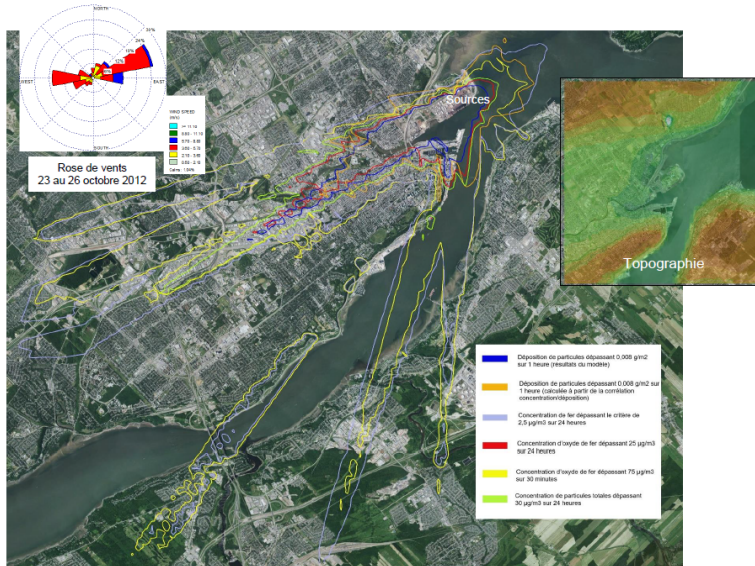 NORTH
WEST
EAST
SOUTH
WIND SPEED
(m/s)
Calms: 1.94%
Rose de vents
23 au 26 octobre 2012
Sources
Topographie
Déposition de particules dépassant 0,008 g/m2
sur 1 heure (résultats du modèle)
Déposition de particules dépassant 0,008 g/m2 sur
1 heure (calculée à partir de la corrélation
concentration/déposition)
Concentration de fer dépassant le critère de
2,5 µg/m3 sur 24 heures
Concentration d'oxyde de fer dépassant 25 µg/m3
sur 24 heures
Concentration d'oxyde de fer dépassant 75 µg/m3
sur 30 minutes
Concentration de particules totales dépassant
30 µg/m3 sur 24 heures